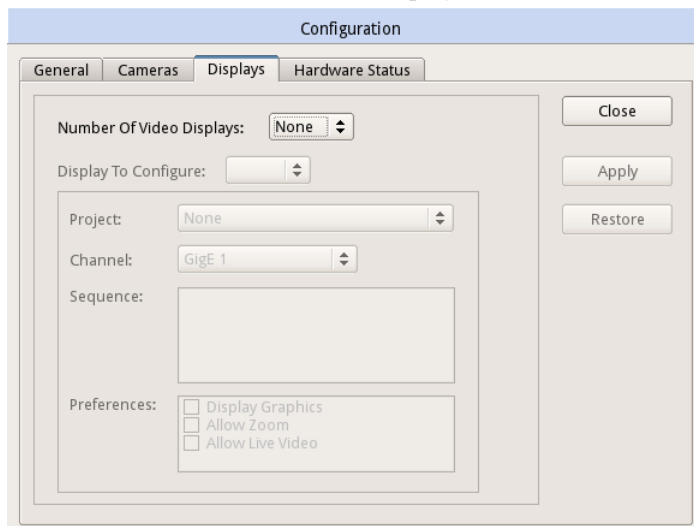 Configuration
General Cameras Displays Hardware Status
Number Of Video Displays: None
Close
Display To Configure:
Apply
Project: None
Restore
Channel: GigE 1
Sequence:
Preferences:
Display Graphics
Allow Zoom
Allow Live Video